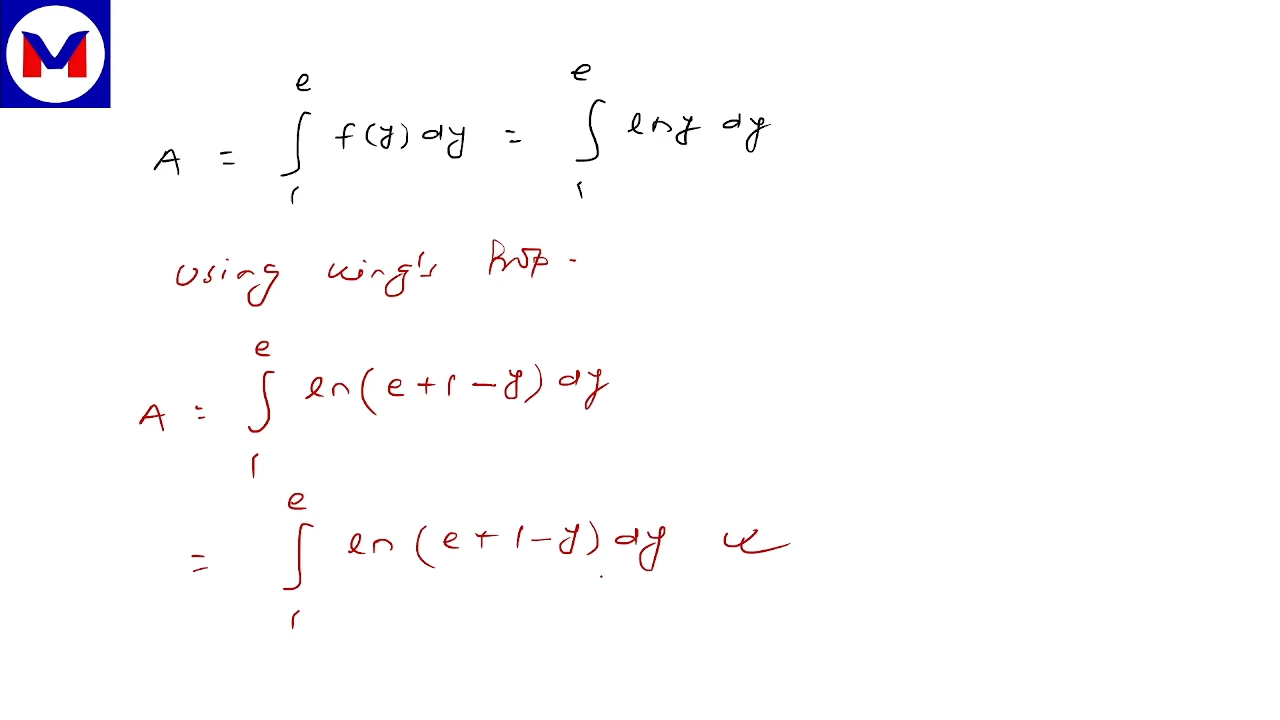 A = ∫₁ᵉ f(y) dy = ∫₁ᵉ ln y dy
Using King's Prop.
A = ∫₁ᵉ ln(e+1-y) dy
= ∫₁ᵉ ln(e+1-y) dy